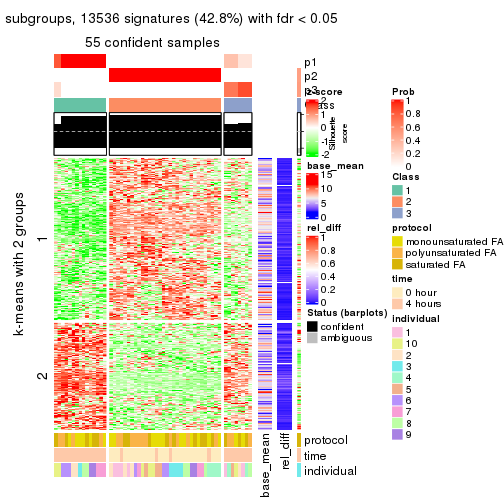 subgroups, 13536 signatures (42.8%) with fdr < 0.05
55 confident samples
p1
p2
p3
Class
k-means with 2 groups
1
2
z-score
2
1
0
-1
-2
Silhouette
score
base_mean
15
10
5
0
rel_diff
1
0.8
0.6
0.4
0.2
0
Status (barplots)
confident
ambiguous
Prob
1
0.8
0.6
0.4
0.2
0
Class
1
2
3
protocol
monounsaturated FA
polyunsaturated FA
saturated FA
time
0 hour
4 hours
individual
1
10
2
3
4
5
6
7
8
9
protocol
time
individual
base_mean
rel_diff